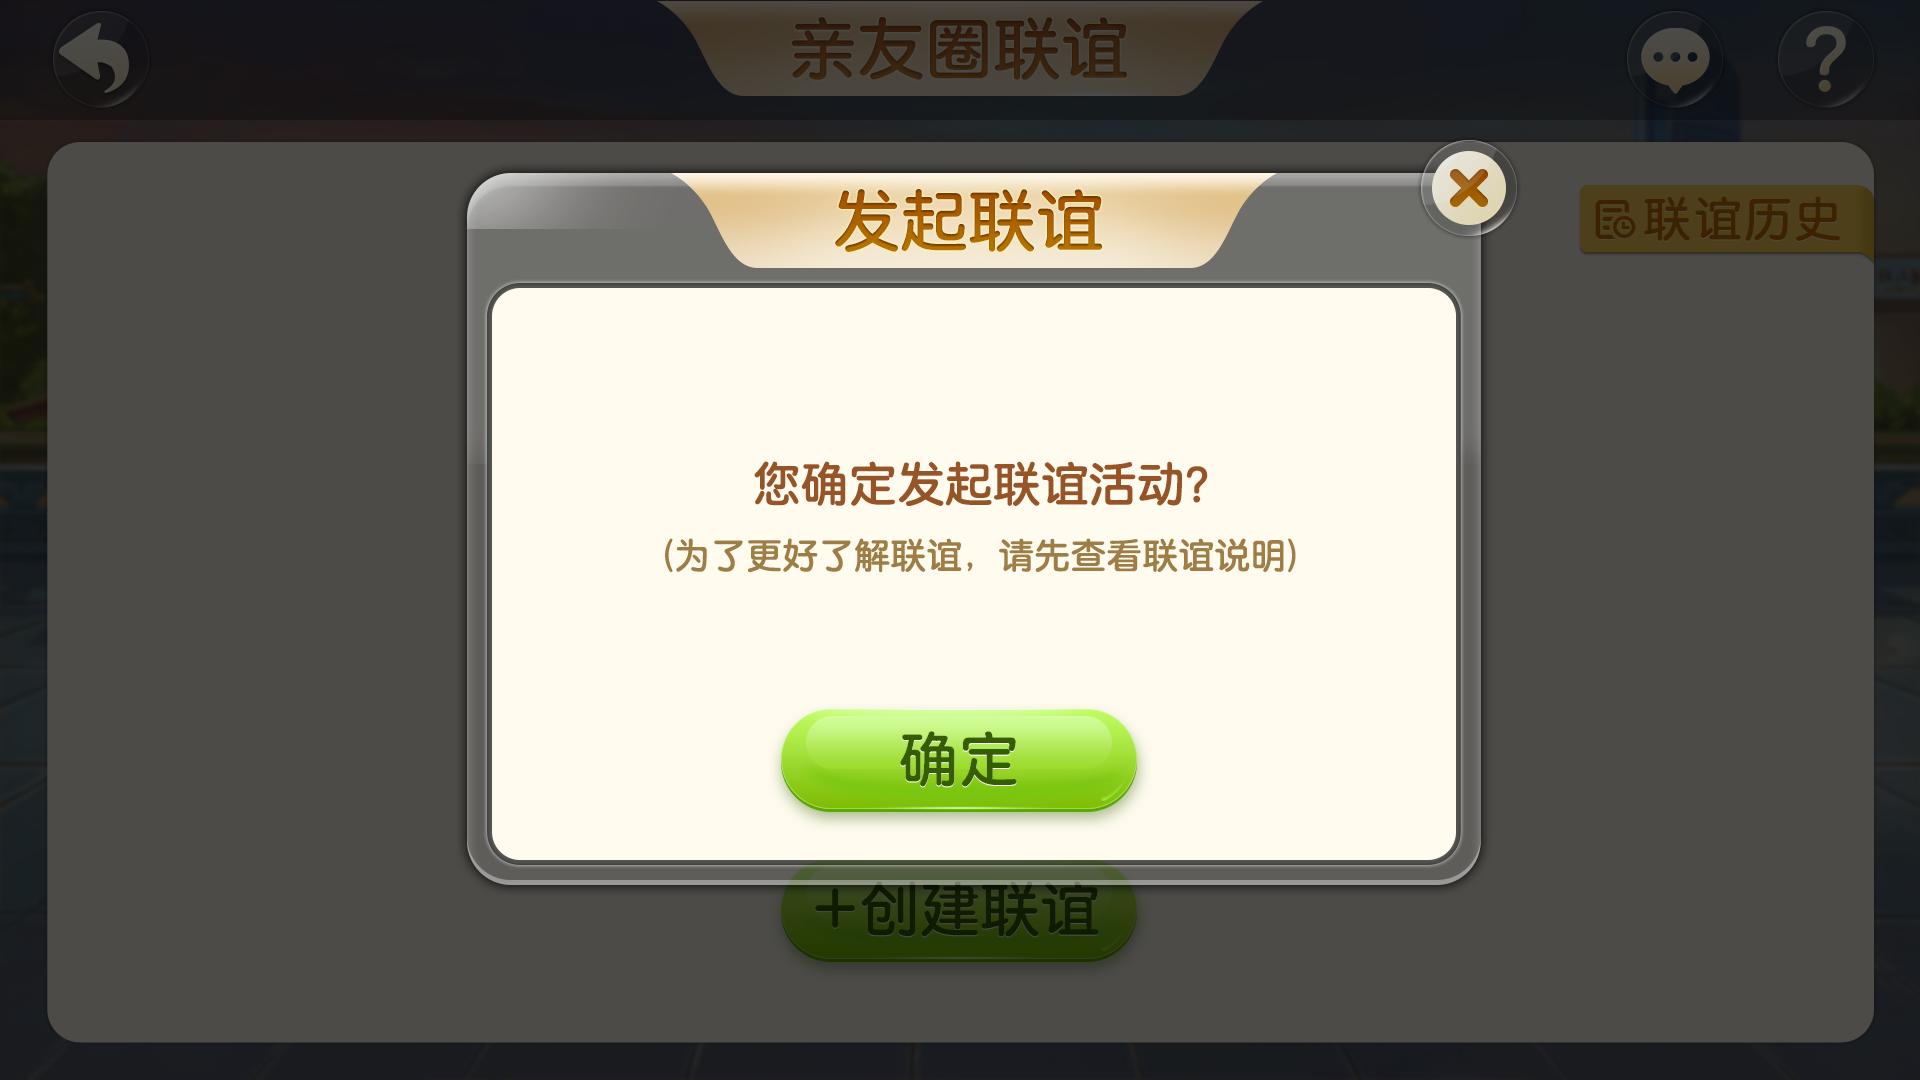 亲友圈联谊
发起联谊
联谊历史
您确定发起联谊活动?
(为了更好了解联谊，请先查看联谊说明)
确定
+创建联谊